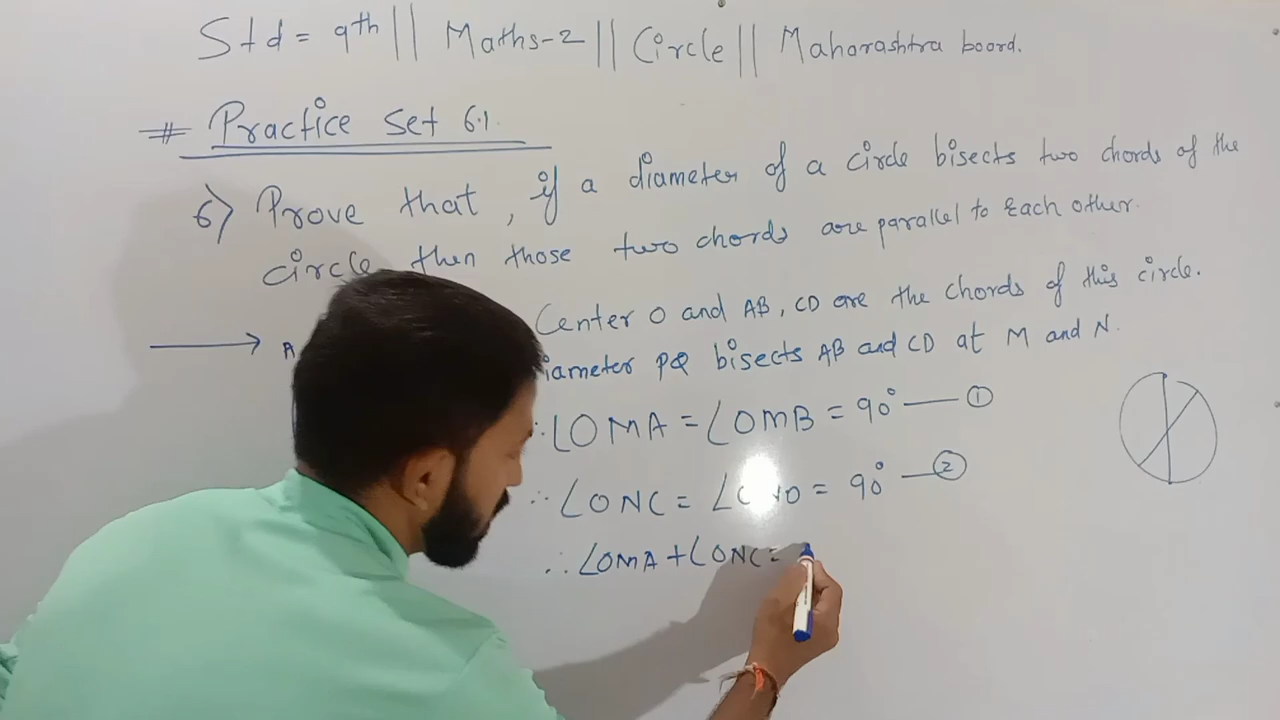 Std = 9th || Maths-2 || Circle || Maharashtra board.
# Practice Set 6.1.
6) Prove that, if a diameter of a circle bisects two chords of the
circle then those two chords are parallel to Each other.
Center O and AB, CD are the chords of this circle.
iameter PQ bisects AB and CD at M and N.
∴ ∠OMA = ∠OMB = 90° — ①
∴ ∠ONC = ∠OND = 90° — ②
∴ ∠OMA + ∠ONC =